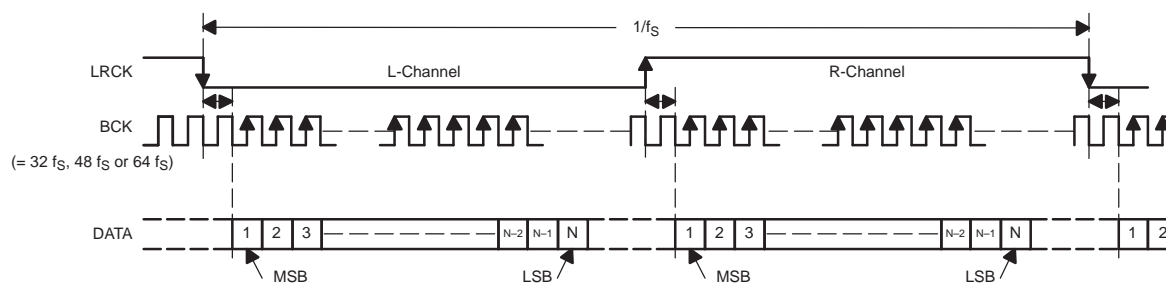 1/fS
LRCK
L-Channel
R-Channel
BCK
(= 32 fS, 48 fS or 64 fS)
DATA
1 2 3 N–2 N–1 N 1 2 3 N–2 N–1 N 1 2
MSB LSB MSB LSB